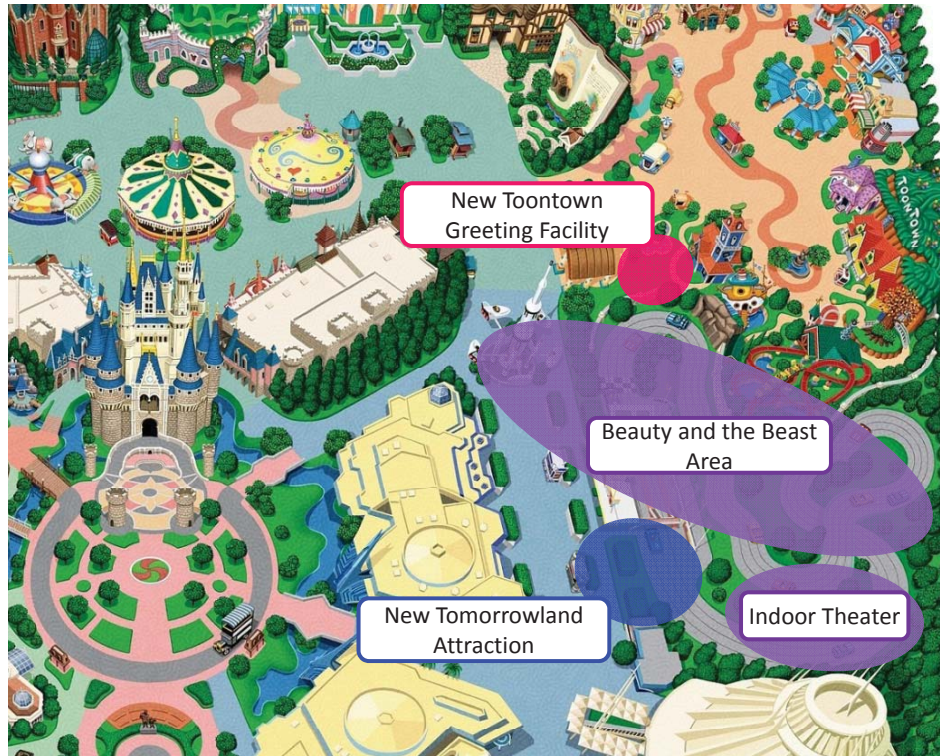 New Toontown
Greeting Facility
TOONTOWN
Beauty and the Beast
Area
New Tomorrowland
Attraction
Indoor Theater